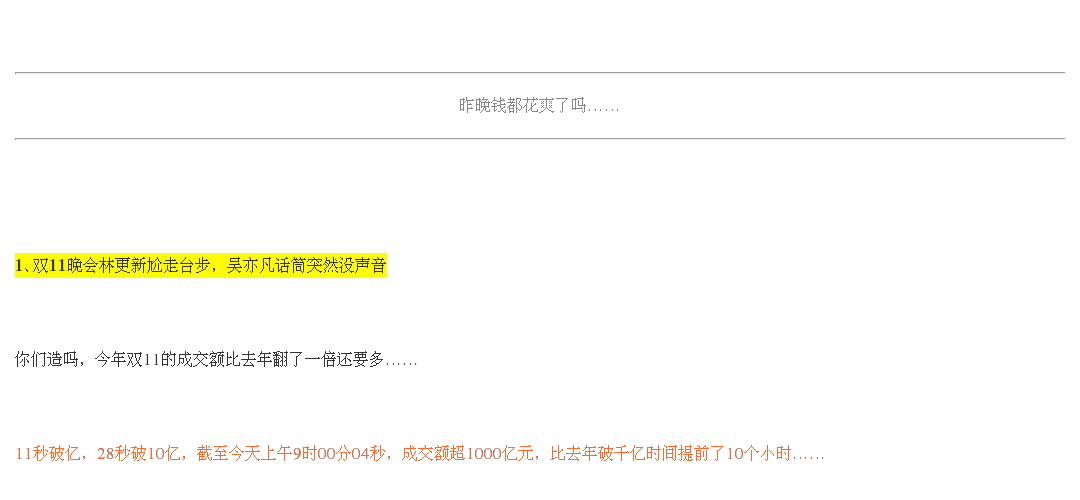 昨晚钱都花爽了吗……
1、双11晚会林更新尬走台步，吴亦凡话筒突然没声音
你们造吗，今年双11的成交额比去年翻了一倍还要多……
11秒破亿，28秒破10亿，截至今天上午9时00分04秒，成交额超1000亿元，比去年破千亿时间提前了10个小时……